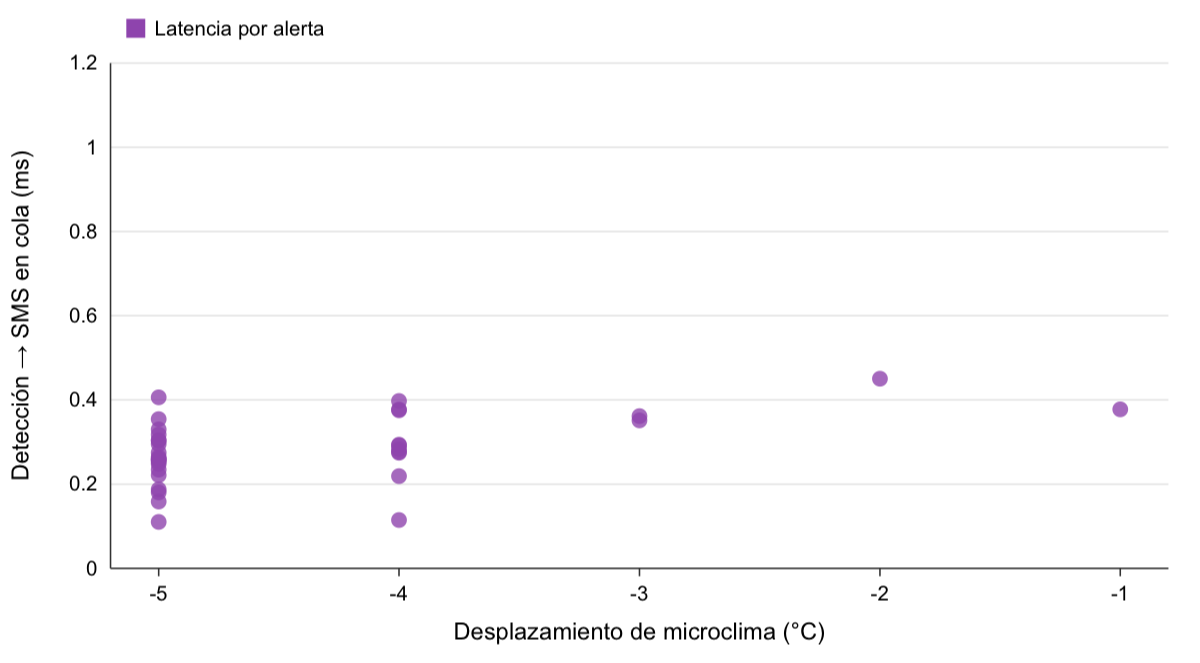 Latencia por alerta
1.2
1
0.8
0.6
0.4
0.2
0
Detección → SMS en cola (ms)
-5 -4 -3 -2 -1
Desplazamiento de microclima (°C)